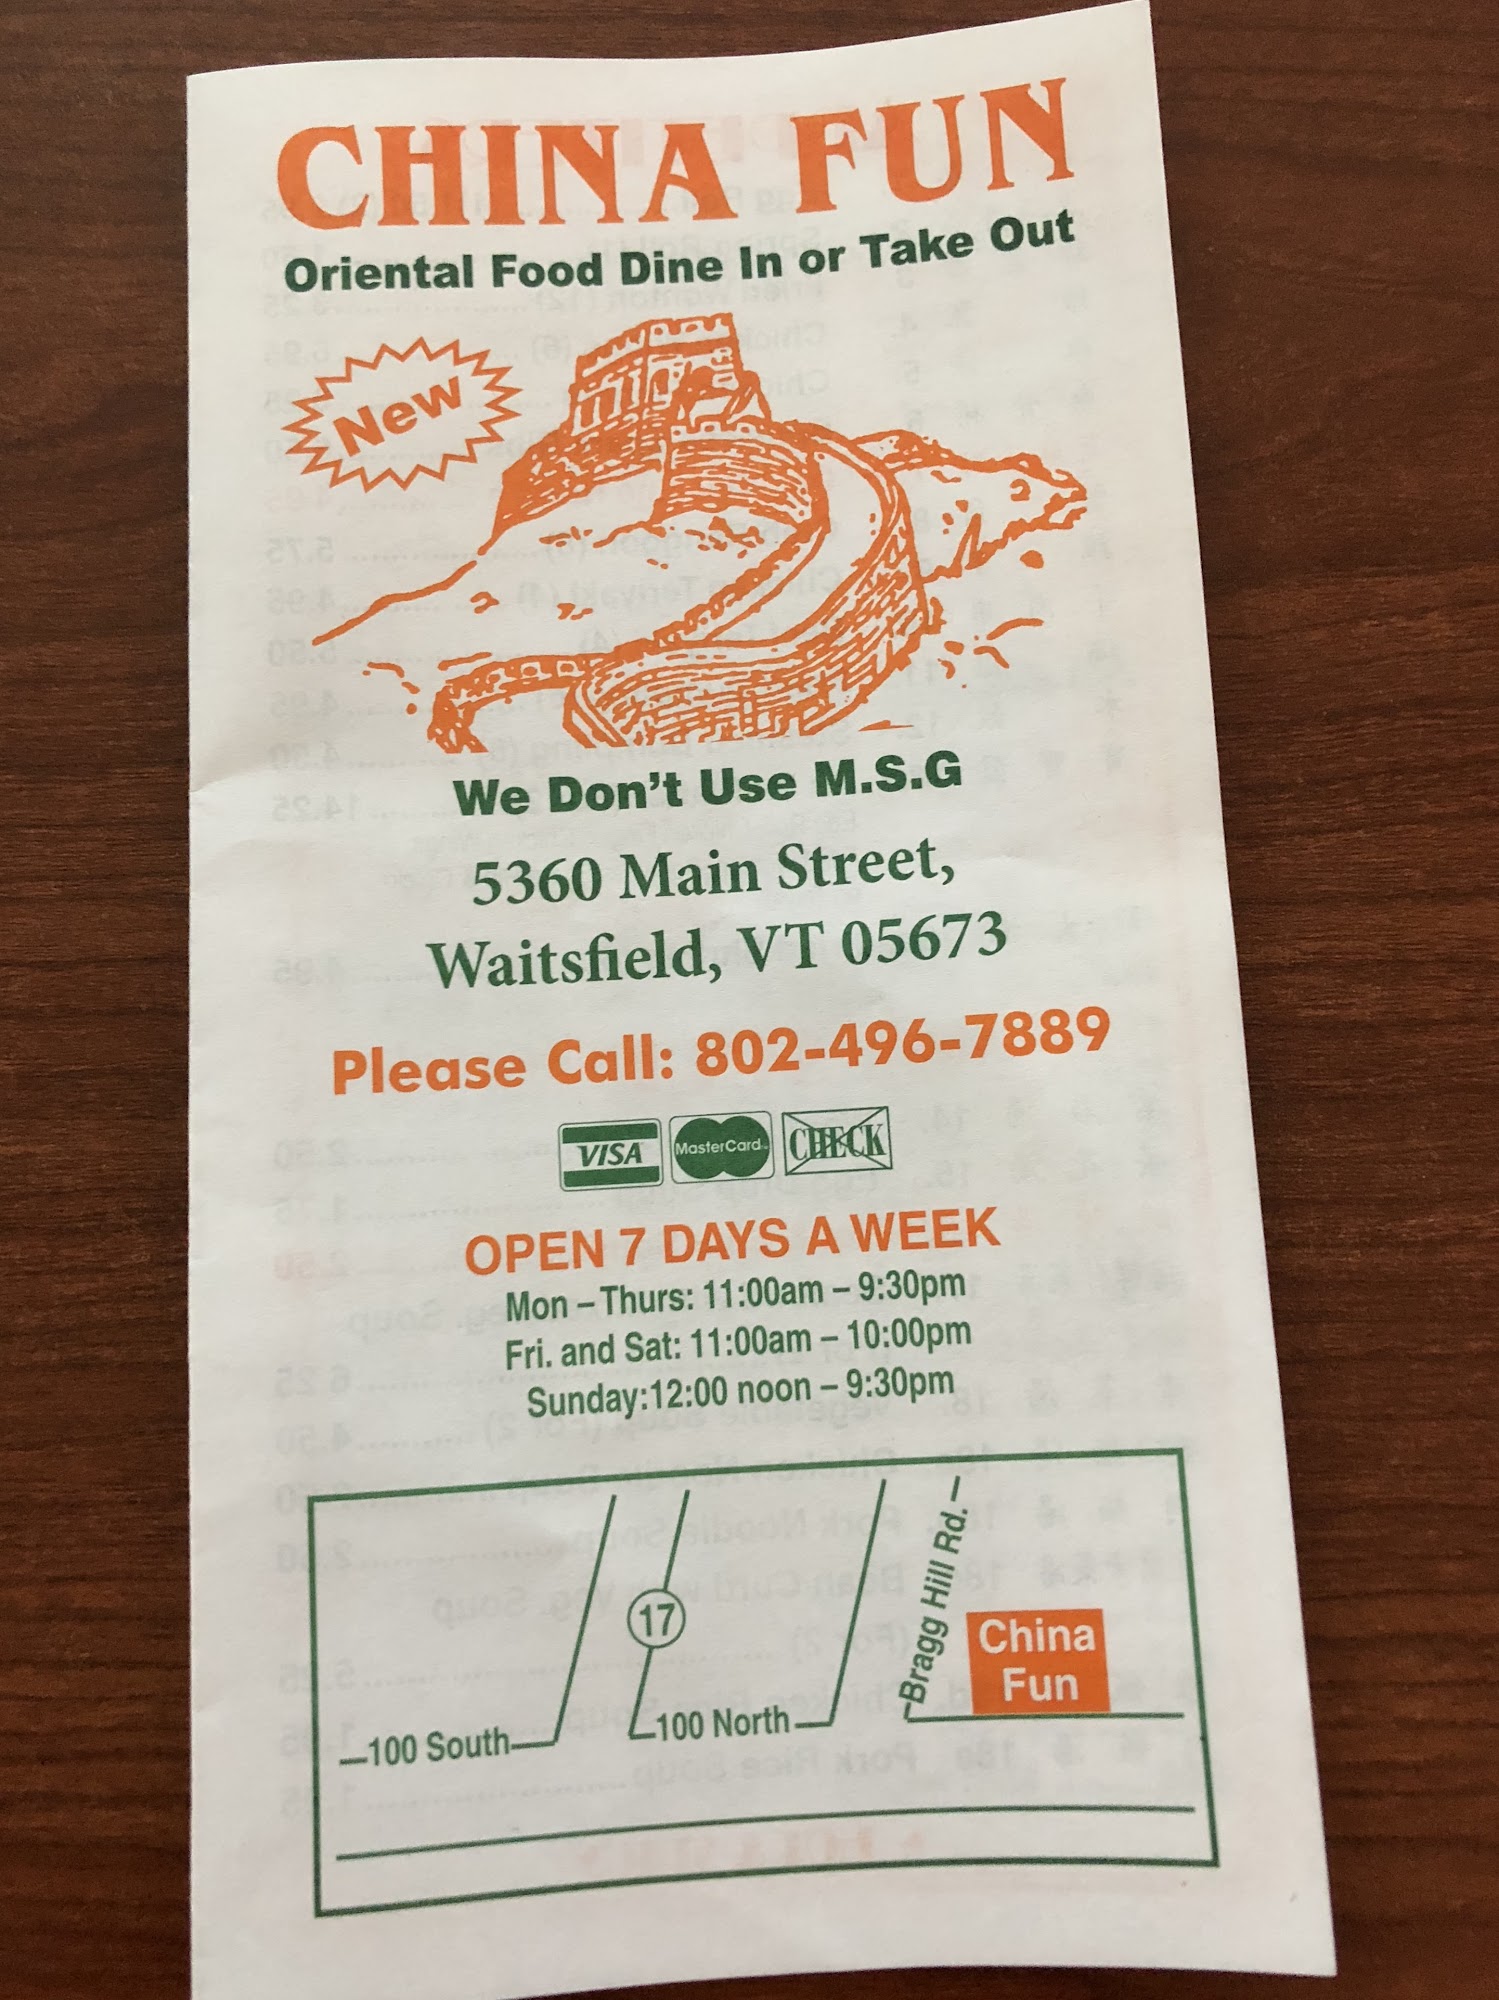 CHINA FUN
Oriental Food Dine In or Take Out
New
We Don't Use M.S.G
5360 Main Street,
Waitsfield, VT 05673
Please Call: 802-496-7889
VISA MasterCard CHECK
OPEN 7 DAYS A WEEK
Mon – Thurs: 11:00am – 9:30pm
Fri. and Sat: 11:00am – 10:00pm
Sunday:12:00 noon – 9:30pm
17
Bragg Hill Rd.
China
Fun
100 South
100 North